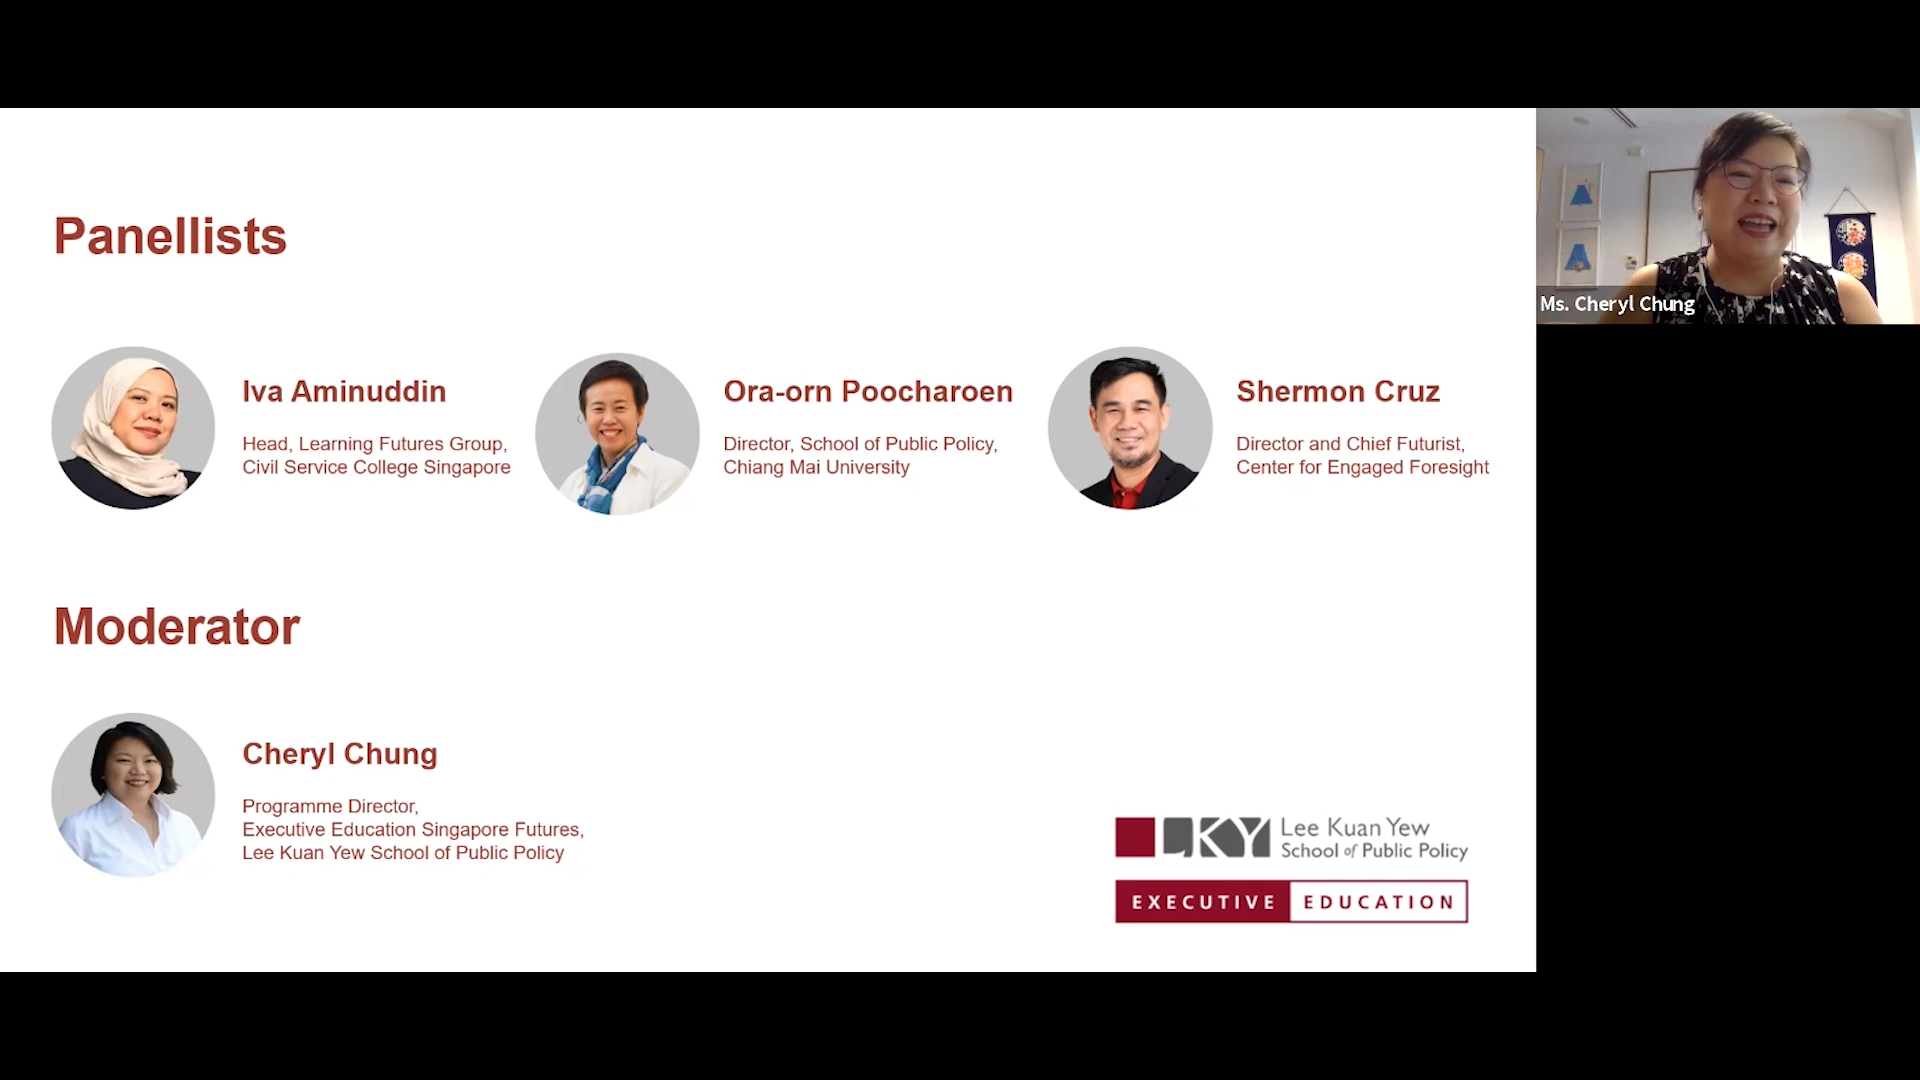 Panellists
Iva Aminuddin
Head, Learning Futures Group,
Civil Service College Singapore
Ora-orn Poocharoen
Director, School of Public Policy,
Chiang Mai University
Shermon Cruz
Director and Chief Futurist,
Center for Engaged Foresight
Moderator
Cheryl Chung
Programme Director,
Executive Education Singapore Futures,
Lee Kuan Yew School of Public Policy
LKY
Lee Kuan Yew
School of Public Policy
EXECUTIVE EDUCATION
Ms. Cheryl Chung